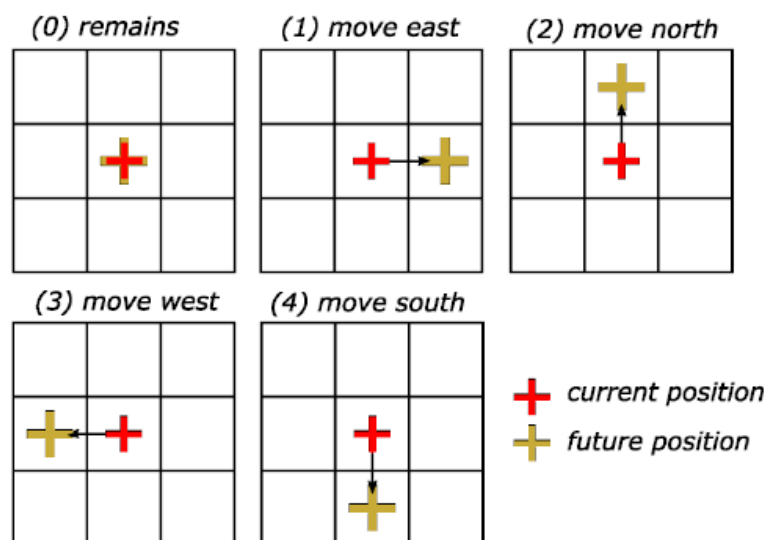 (0) remains
(1) move east
(2) move north
(3) move west
(4) move south
current position
future position